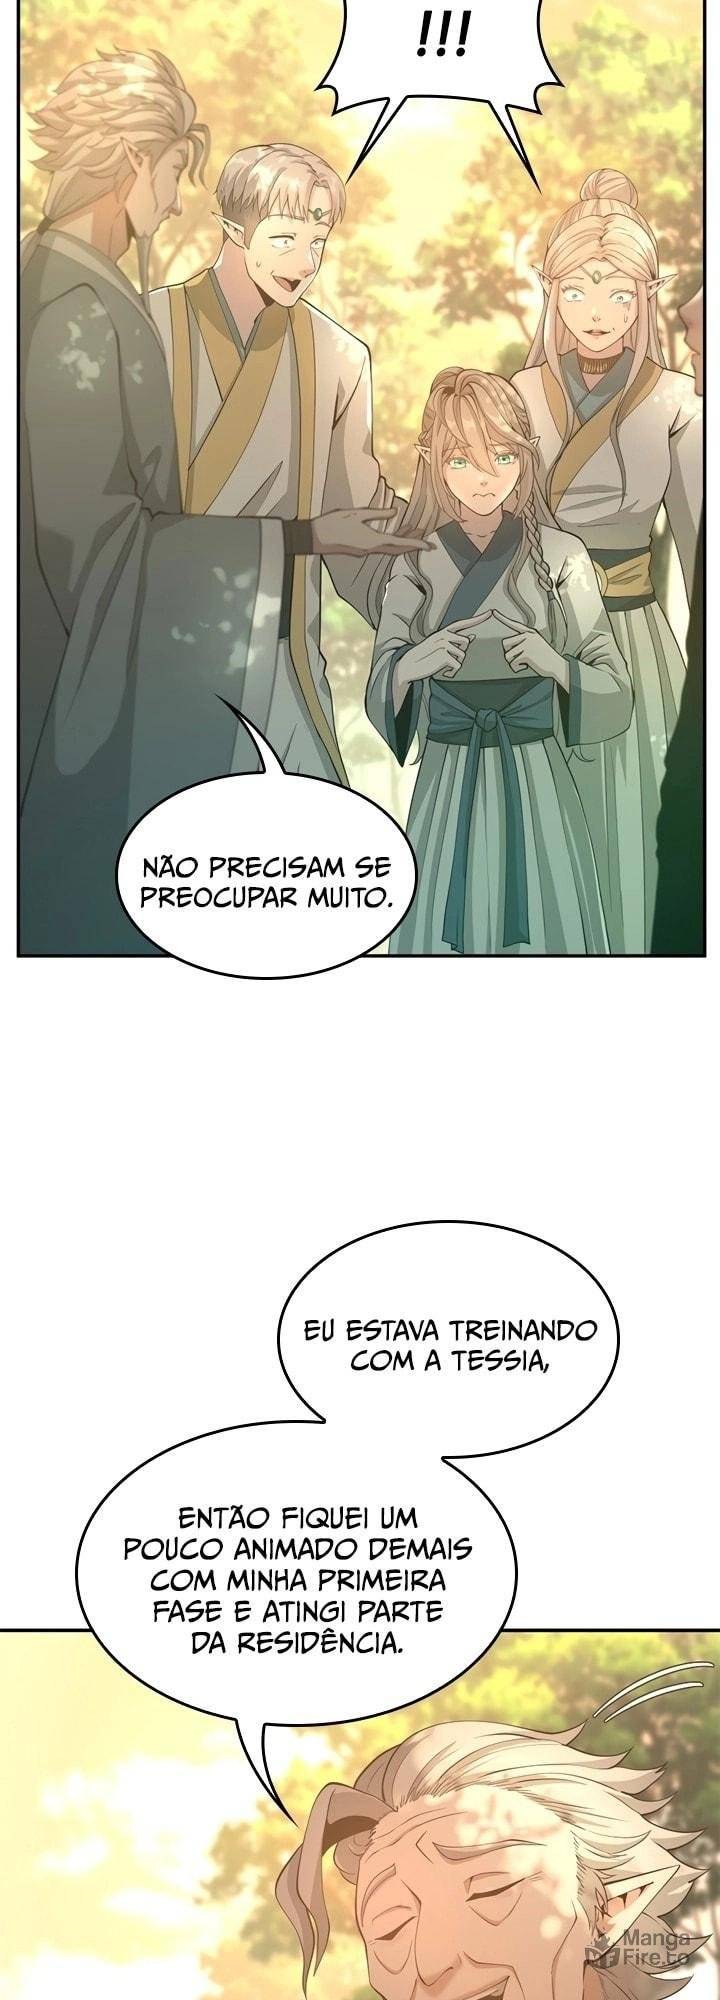 !!!
NÃO PRECISAM SE
PREOCUPAR MUITO.
EU ESTAVA TREINANDO
COM A TESSIA,
ENTÃO FIQUEI UM
POUCO ANIMADO DEMAIS
COM MINHA PRIMEIRA
FASE E ATINGI PARTE
DA RESIDÊNCIA.
Manga
Fire.to